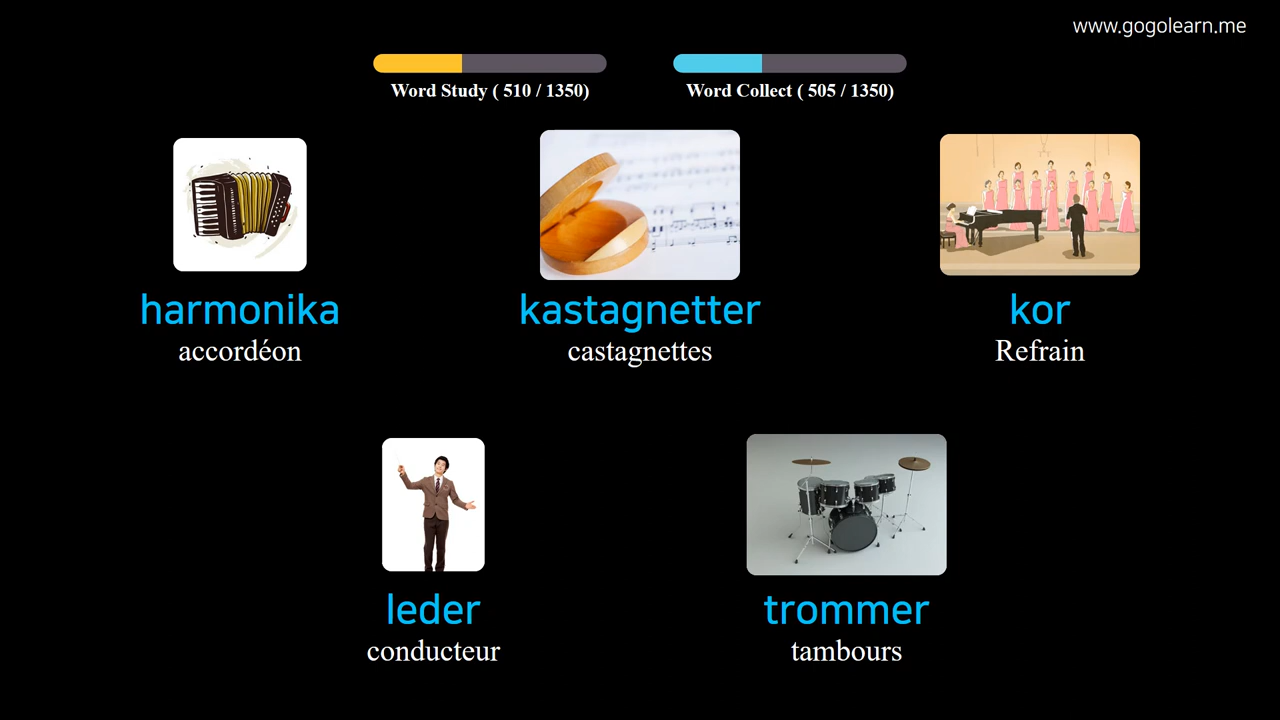 www.gogolearn.me
Word Study ( 510 / 1350)
Word Collect ( 505 / 1350)
harmonika
accordéon
kastagnetter
castagnettes
kor
Refrain
leder
conducteur
trommer
tambours